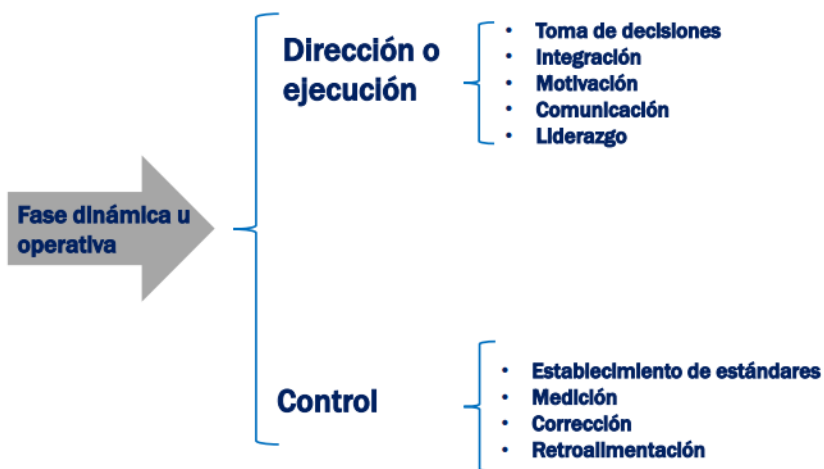 Fase dinámica u
operativa
Dirección o
ejecución
• Toma de decisiones
• Integración
• Motivación
• Comunicación
• Liderazgo
Control
• Establecimiento de estándares
• Medición
• Corrección
• Retroalimentación